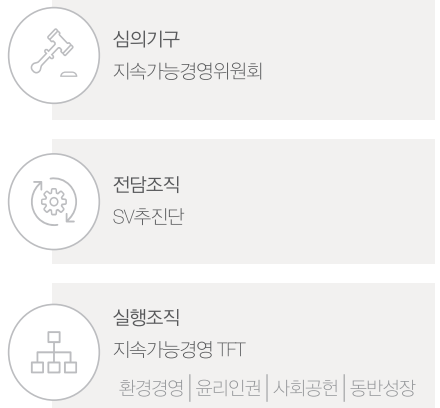 심의기구
지속가능경영위원회
전담조직
SV추진단
실행조직
지속가능경영 TFT
환경경영│윤리인권│사회공헌│동반성장